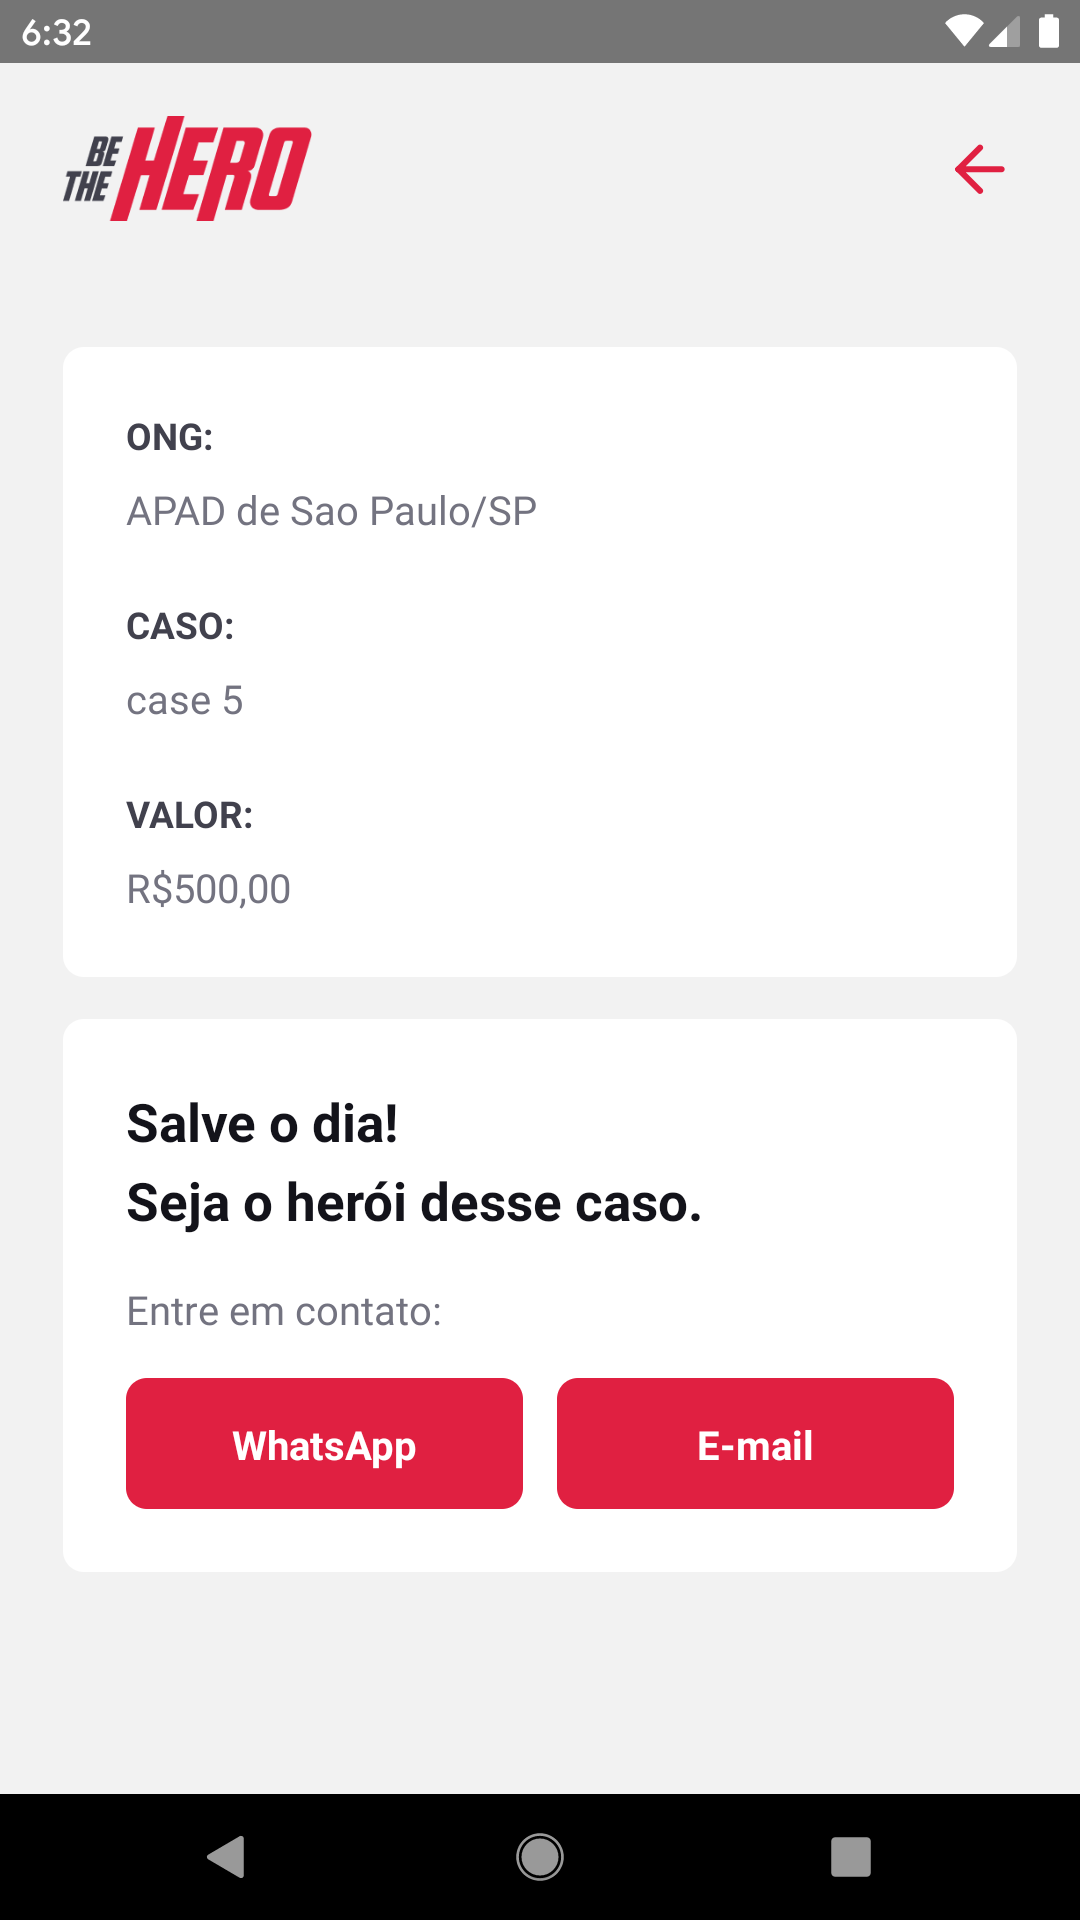 6:32
BE
THE
HERO
ONG:
APAD de Sao Paulo/SP
CASO:
case 5
VALOR:
R$500,00
Salve o dia!
Seja o herói desse caso.
Entre em contato:
WhatsApp
E-mail